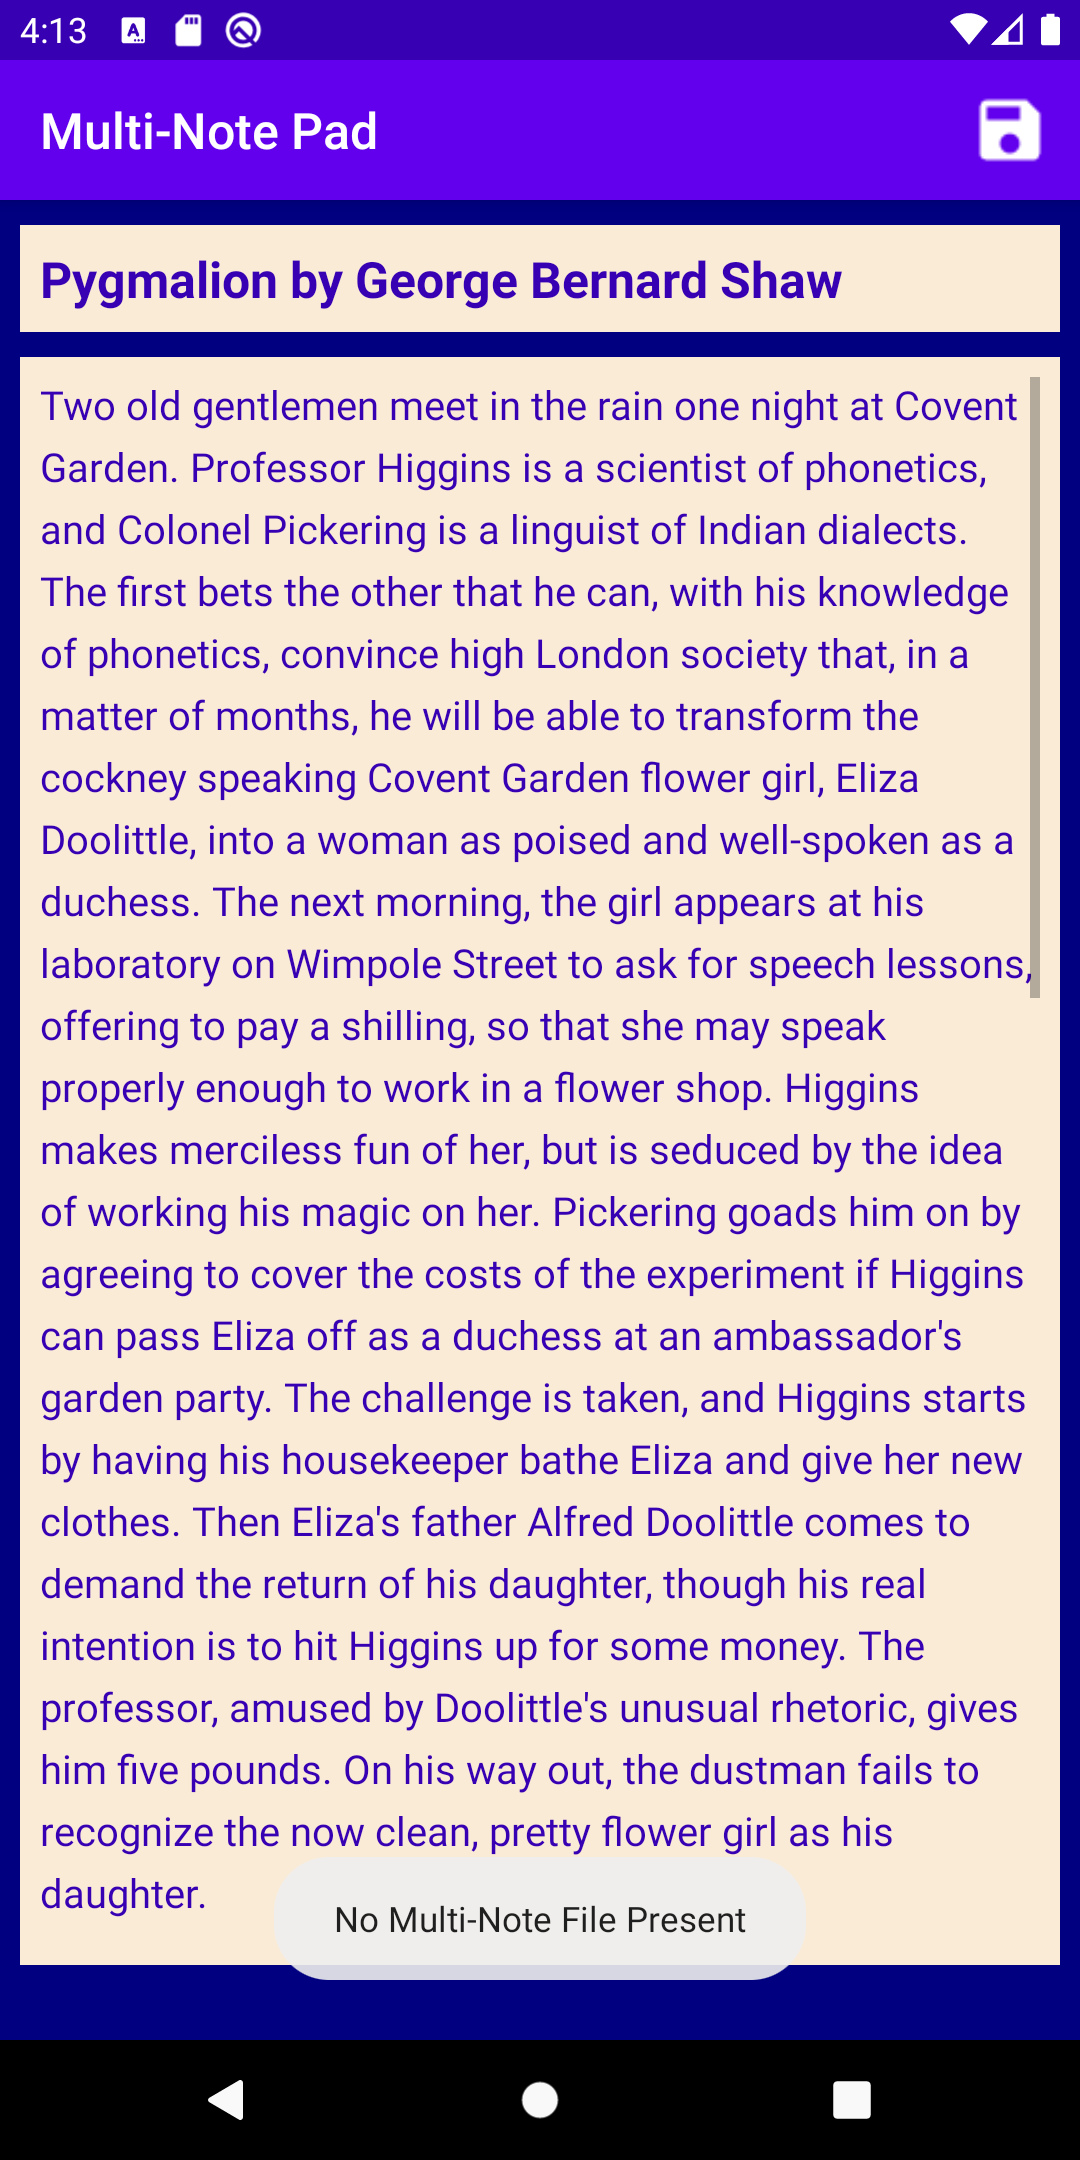 4:13
Multi-Note Pad
Pygmalion by George Bernard Shaw
Two old gentlemen meet in the rain one night at Covent
Garden. Professor Higgins is a scientist of phonetics,
and Colonel Pickering is a linguist of Indian dialects.
The first bets the other that he can, with his knowledge
of phonetics, convince high London society that, in a
matter of months, he will be able to transform the
cockney speaking Covent Garden flower girl, Eliza
Doolittle, into a woman as poised and well-spoken as a
duchess. The next morning, the girl appears at his
laboratory on Wimpole Street to ask for speech lessons,
offering to pay a shilling, so that she may speak
properly enough to work in a flower shop. Higgins
makes merciless fun of her, but is seduced by the idea
of working his magic on her. Pickering goads him on by
agreeing to cover the costs of the experiment if Higgins
can pass Eliza off as a duchess at an ambassador's
garden party. The challenge is taken, and Higgins starts
by having his housekeeper bathe Eliza and give her new
clothes. Then Eliza's father Alfred Doolittle comes to
demand the return of his daughter, though his real
intention is to hit Higgins up for some money. The
professor, amused by Doolittle's unusual rhetoric, gives
him five pounds. On his way out, the dustman fails to
recognize the now clean, pretty flower girl as his
daughter.
No Multi-Note File Present